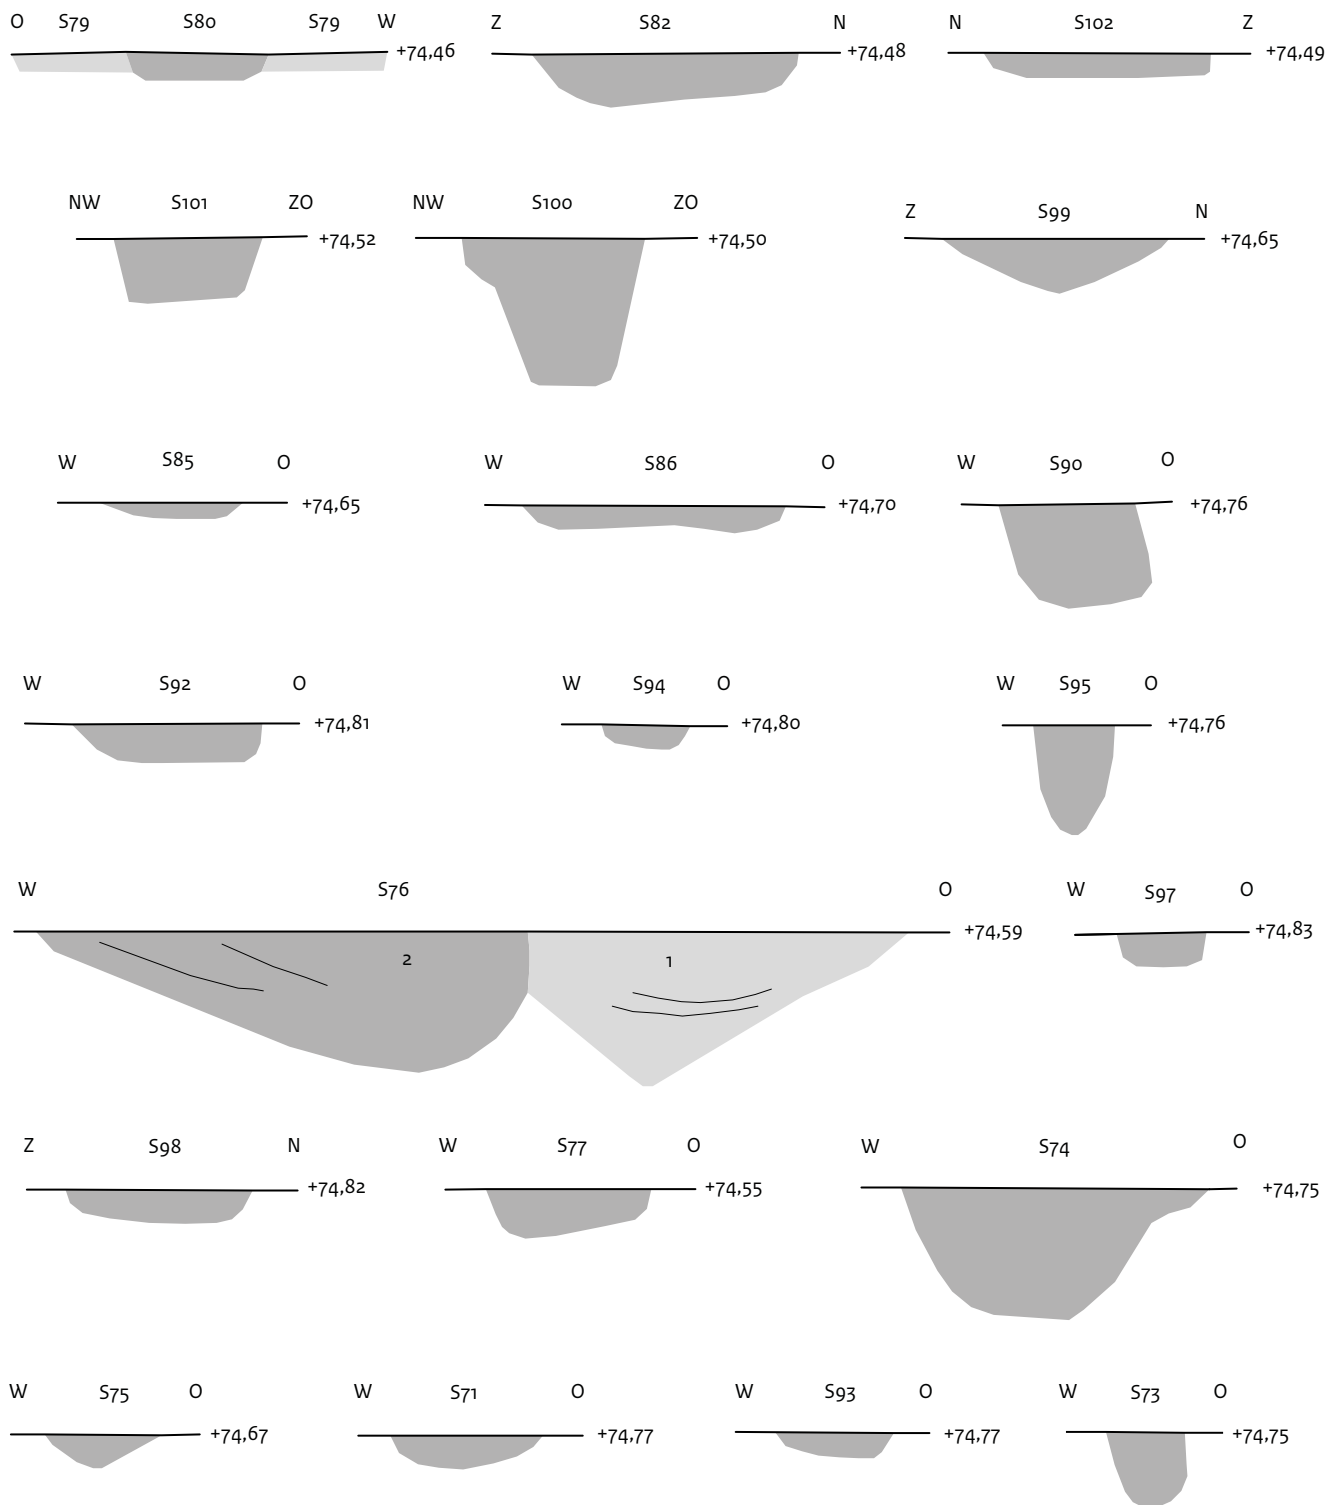 O S79 S80 S79 W +74,46
Z S82 N +74,48
N S102 Z +74,49
NW S101 ZO +74,52
NW S100 ZO +74,50
Z S99 N +74,65
W S85 O +74,65
W S86 O +74,70
W S90 O +74,76
W S92 O +74,81
W S94 O +74,80
W S95 O +74,76
W S76 O +74,59
2 1
W S97 O +74,83
Z S98 N +74,82
W S77 O +74,55
W S74 O +74,75
W S75 O +74,67
W S71 O +74,77
W S93 O +74,77
W S73 O +74,75